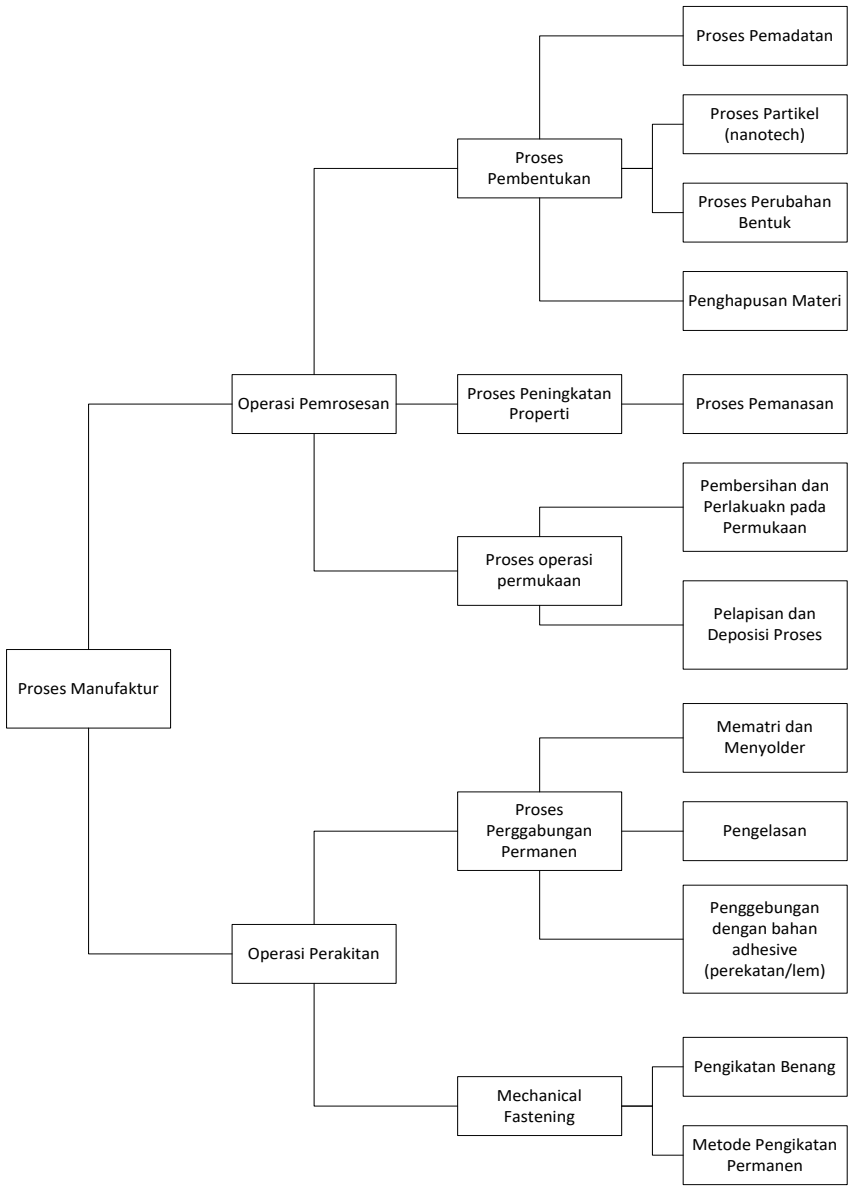 Proses Pemadatan
Proses Partikel
(nanotech)
Proses
Pembentukan
Proses Perubahan
Bentuk
Penghapusan Materi
Operasi Pemrosesan
Proses Peningkatan
Properti
Proses Pemanasan
Pembersihan dan
Perlakuakn pada
Permukaan
Proses operasi
permukaan
Pelapisan dan
Deposisi Proses
Proses Manufaktur
Mematri dan
Menyolder
Proses
Perggabungan
Permanen
Pengelasan
Penggebungan
dengan bahan
adhesive
(perekatan/lem)
Operasi Perakitan
Pengikatan Benang
Mechanical
Fastening
Metode Pengikatan
Permanen